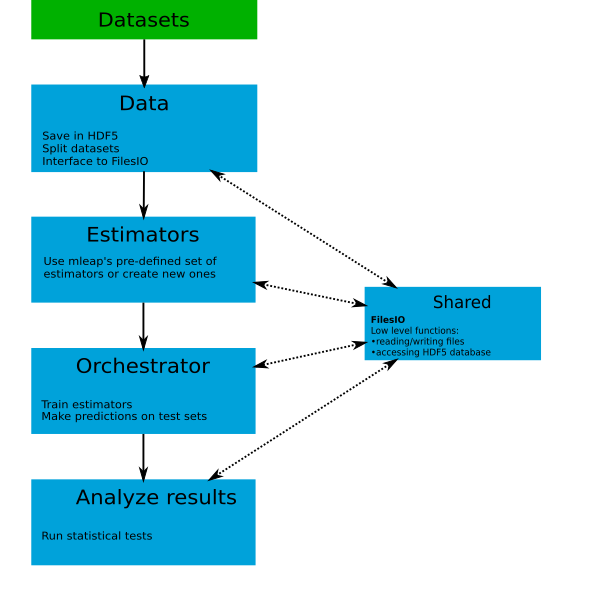 Datasets
Data
Save in HDF5
Split datasets
Interface to FilesIO
Estimators
Use mleap's pre-defined set of
estimators or create new ones
Shared
FilesIO
Low level functions:
•reading/writing files
•accessing HDF5 database
Orchestrator
Train estimators
Make predictions on test sets
Analyze results
Run statistical tests